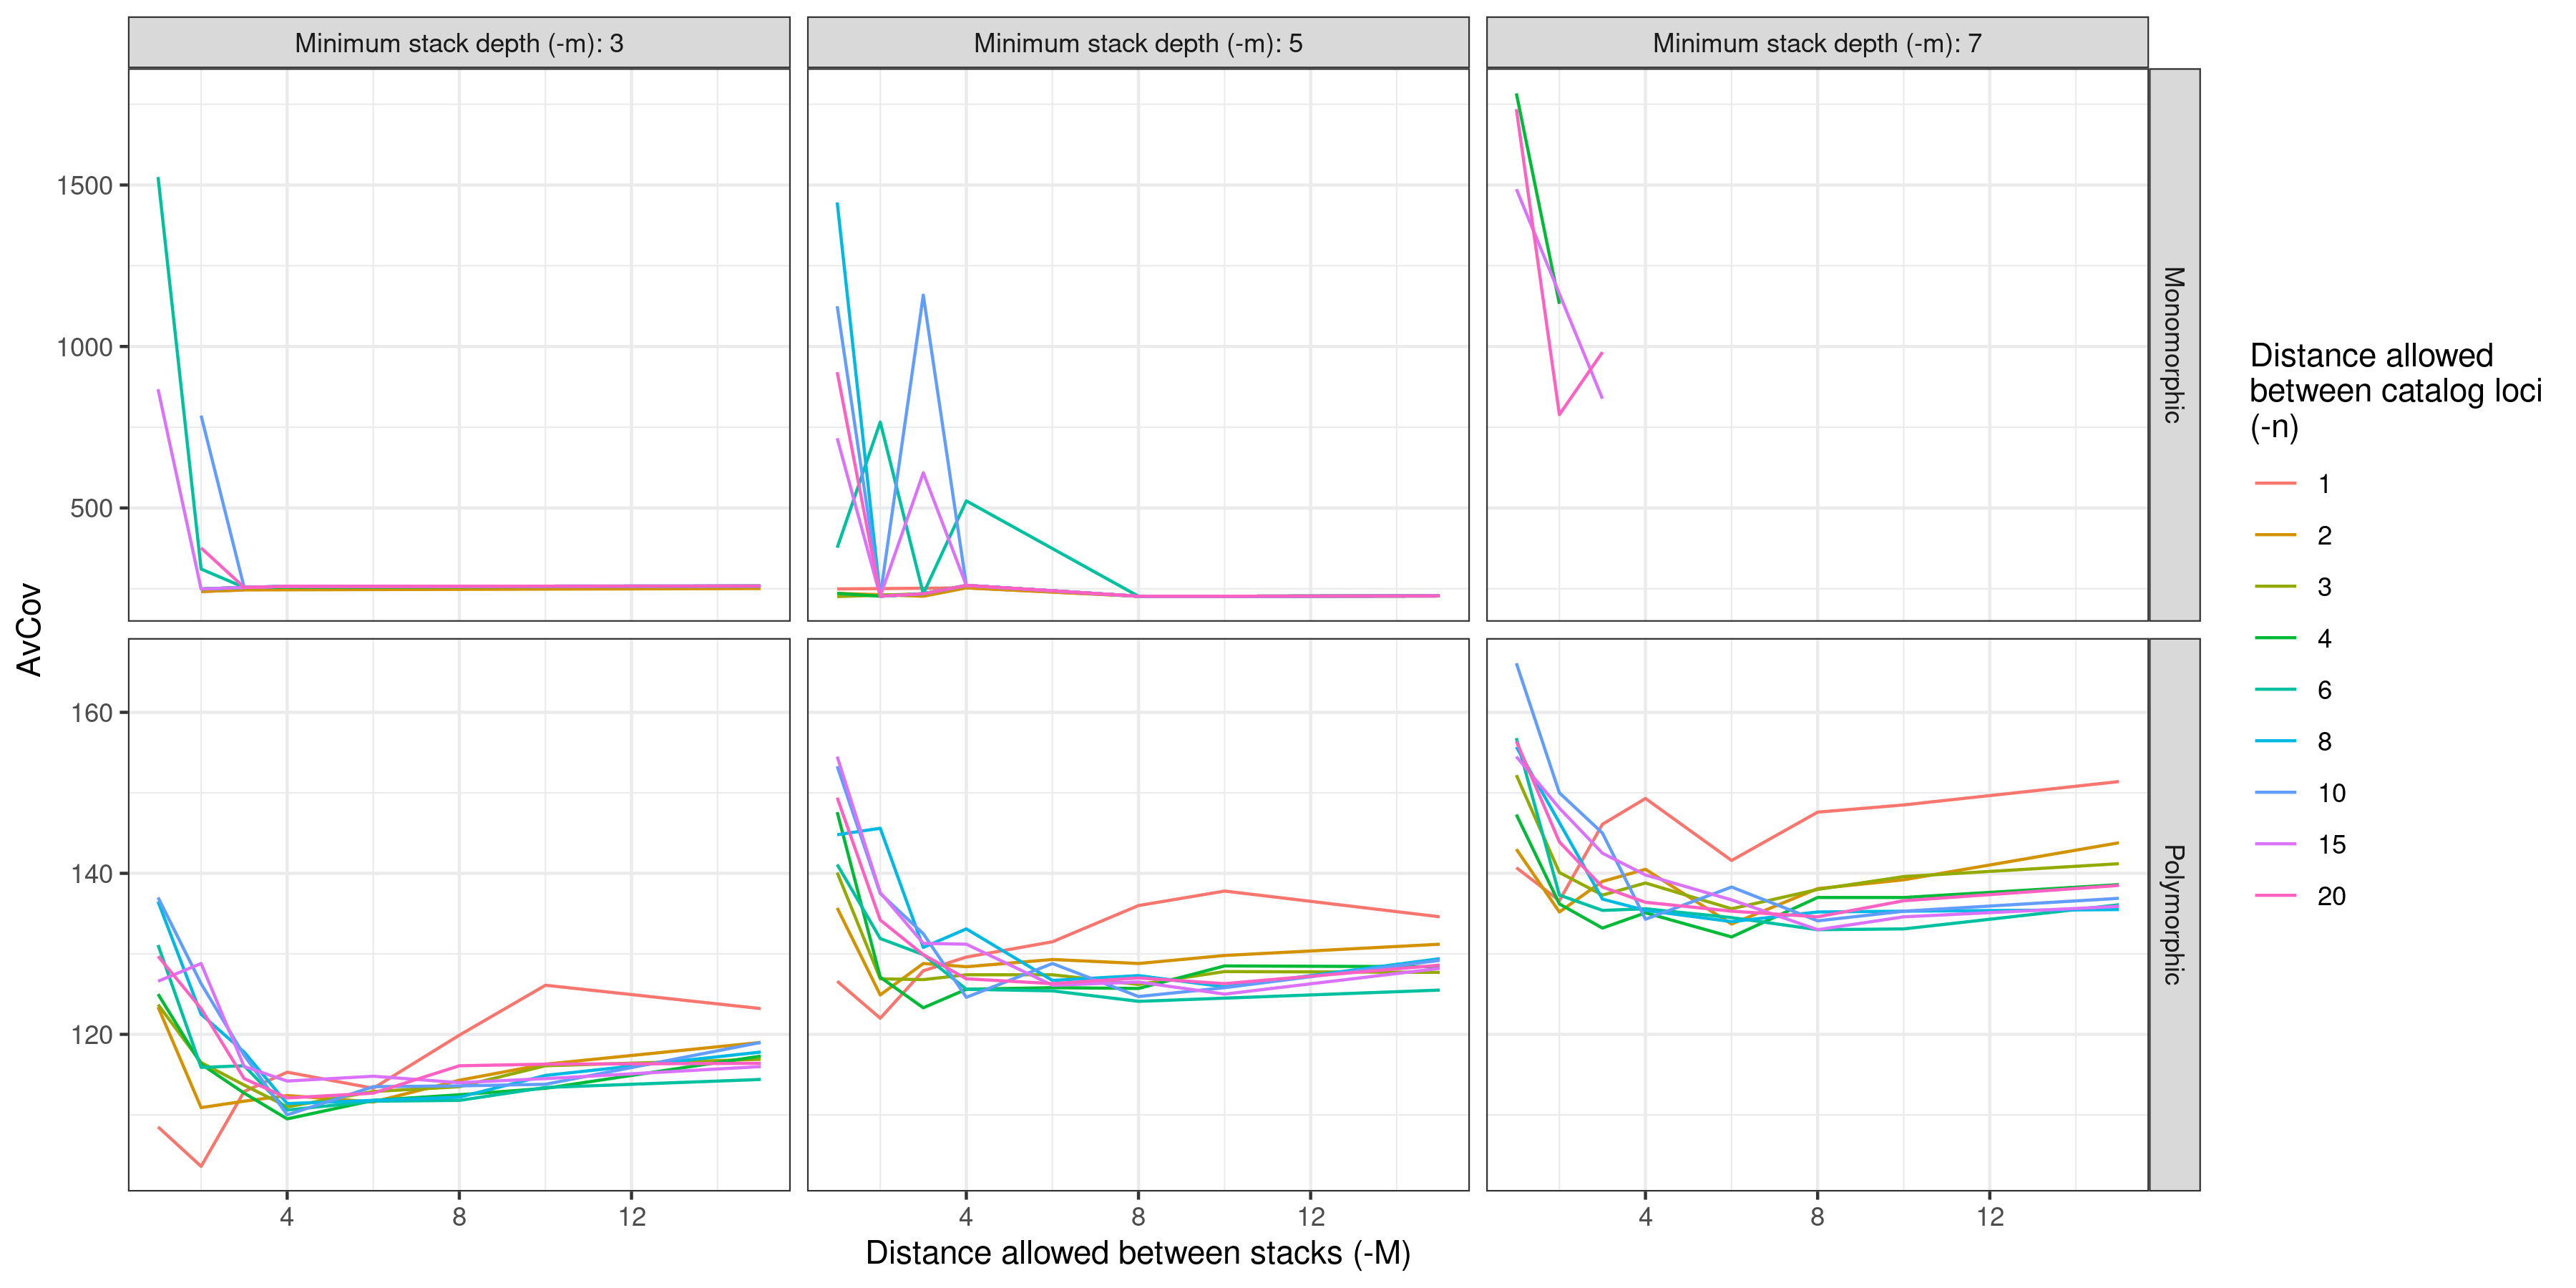 Minimum stack depth (-m): 3
Minimum stack depth (-m): 5
Minimum stack depth (-m): 7
1500
1000
500
Monomorphic
AvCov
160
140
120
Polymorphic
4
8
12
4
8
12
4
8
12
Distance allowed between stacks (-M)
Distance allowed
between catalog loci
(-n)
1
2
3
4
6
8
10
15
20